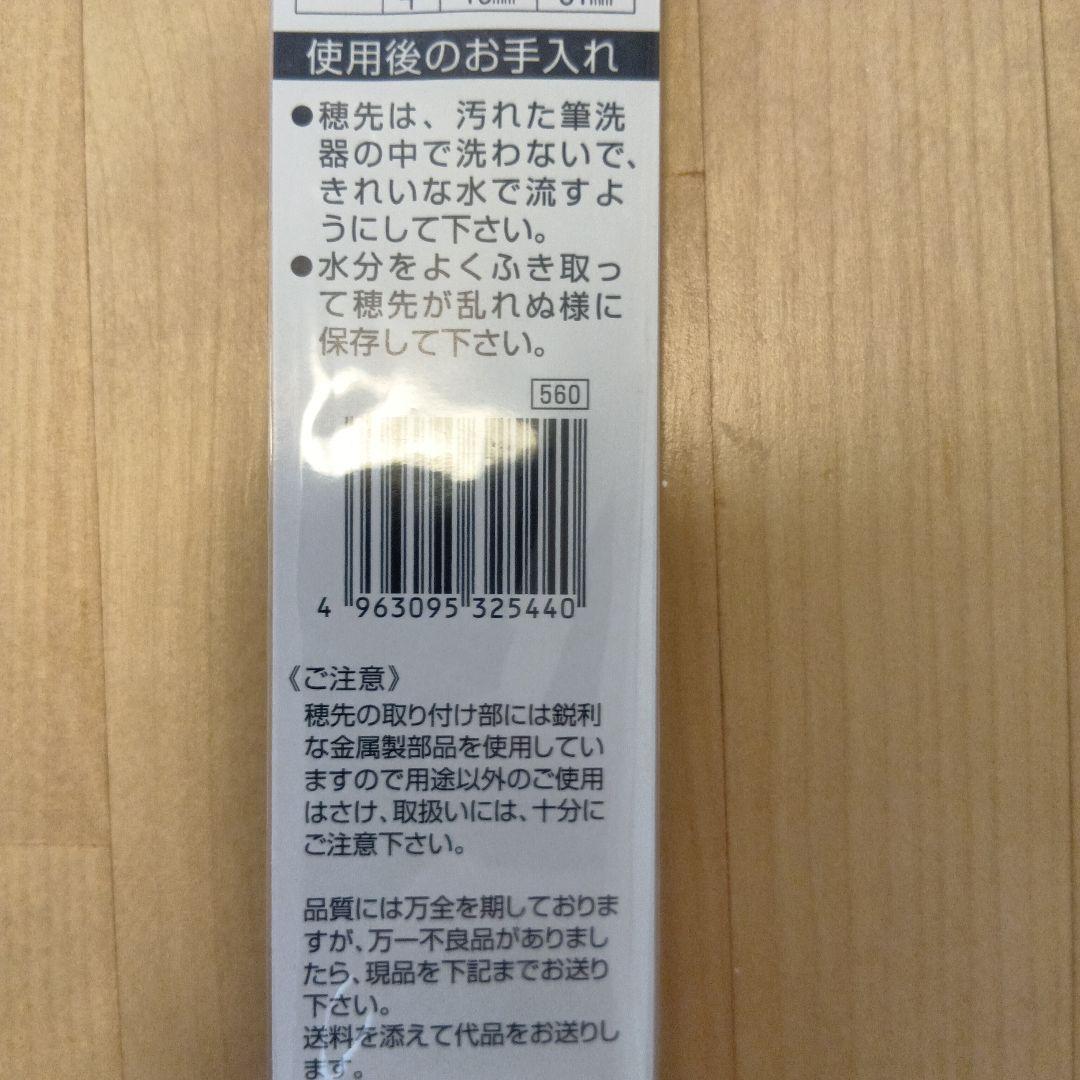 使用後のお手入れ
●穂先は、汚れた筆洗
器の中で洗わないで、
きれいな水で流すよ
うにして下さい。
●水分をよくふき取っ
て穂先が乱れぬ様に
保存して下さい。
560
4 963095 325440
《ご注意》
穂先の取り付け部には鋭利
な金属製部品を使用してい
ますので用途以外のご使用
はさけ、取扱いには、十分に
ご注意下さい。
品質には万全を期しておりま
すが、万一不良品がありまし
たら、現品を下記までお送り
下さい。
送料を添えて代品をお送りし
ます。